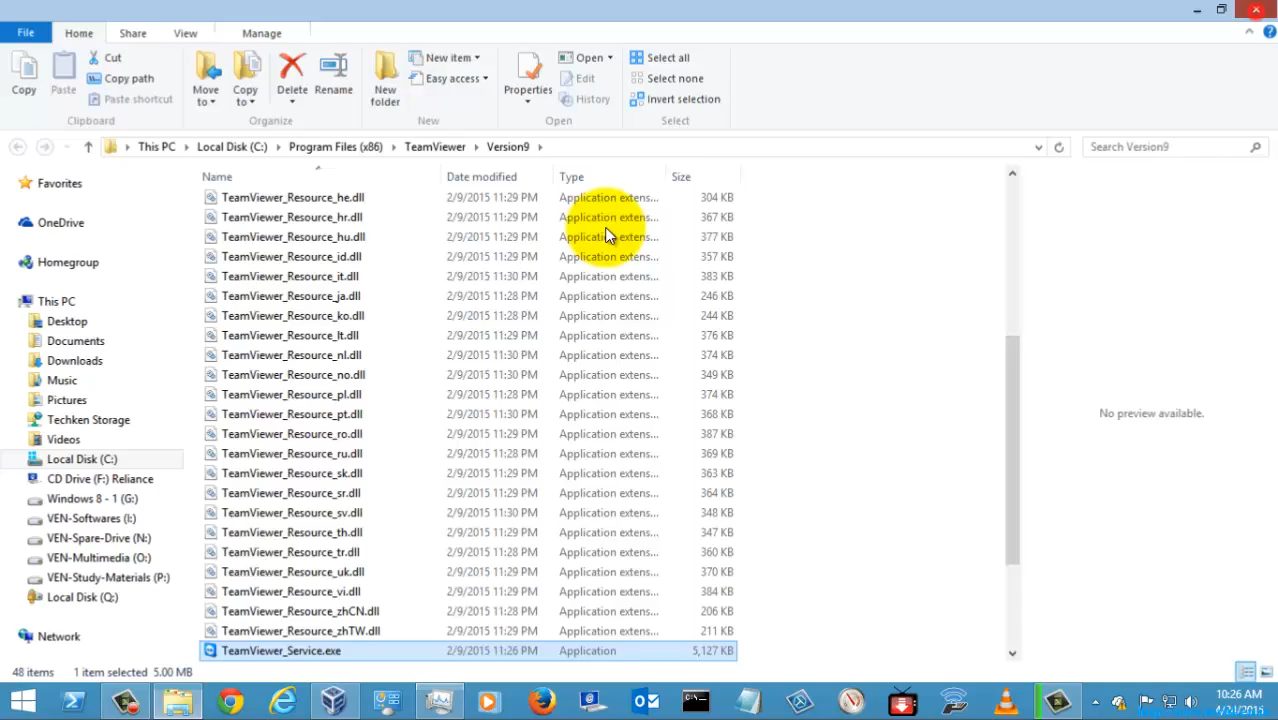 File Home Share View Manage
Copy Paste Cut Copy path Paste shortcut
Move to Copy to Delete Rename
New folder New item Easy access
Properties Open Edit History
Select all Select none Invert selection
Clipboard Organize New Open Select
This PC Local Disk (C:) Program Files (x86) TeamViewer Version9 Search Version9
Name Date modified Type Size
Favorites
OneDrive
Homegroup
This PC
Desktop
Documents
Downloads
Music
Pictures
Techken Storage
Videos
Local Disk (C:)
CD Drive (F:) Reliance
Windows 8 - 1 (G:)
VEN-Softwares (I:)
VEN-Spare-Drive (N:)
VEN-Multimedia (O:)
VEN-Study-Materials (P:)
Local Disk (Q:)
Network
TeamViewer_Resource_he.dll 2/9/2015 11:29 PM Application extens... 304 KB
TeamViewer_Resource_hr.dll 2/9/2015 11:29 PM Application extens... 367 KB
TeamViewer_Resource_hu.dll 2/9/2015 11:29 PM Application extens... 377 KB
TeamViewer_Resource_id.dll 2/9/2015 11:29 PM Application extens... 357 KB
TeamViewer_Resource_it.dll 2/9/2015 11:30 PM Application extens... 383 KB
TeamViewer_Resource_ja.dll 2/9/2015 11:28 PM Application extens... 246 KB
TeamViewer_Resource_ko.dll 2/9/2015 11:28 PM Application extens... 244 KB
TeamViewer_Resource_lt.dll 2/9/2015 11:29 PM Application extens... 376 KB
TeamViewer_Resource_nl.dll 2/9/2015 11:30 PM Application extens... 374 KB
TeamViewer_Resource_no.dll 2/9/2015 11:30 PM Application extens... 349 KB
TeamViewer_Resource_pl.dll 2/9/2015 11:28 PM Application extens... 374 KB
TeamViewer_Resource_pt.dll 2/9/2015 11:30 PM Application extens... 368 KB
TeamViewer_Resource_ro.dll 2/9/2015 11:29 PM Application extens... 387 KB
TeamViewer_Resource_ru.dll 2/9/2015 11:28 PM Application extens... 369 KB
TeamViewer_Resource_sk.dll 2/9/2015 11:29 PM Application extens... 363 KB
TeamViewer_Resource_sr.dll 2/9/2015 11:29 PM Application extens... 364 KB
TeamViewer_Resource_sv.dll 2/9/2015 11:30 PM Application extens... 348 KB
TeamViewer_Resource_th.dll 2/9/2015 11:29 PM Application extens... 347 KB
TeamViewer_Resource_tr.dll 2/9/2015 11:28 PM Application extens... 360 KB
TeamViewer_Resource_uk.dll 2/9/2015 11:29 PM Application extens... 370 KB
TeamViewer_Resource_vi.dll 2/9/2015 11:29 PM Application extens... 384 KB
TeamViewer_Resource_zhCN.dll 2/9/2015 11:28 PM Application extens... 206 KB
TeamViewer_Resource_zhTW.dll 2/9/2015 11:29 PM Application extens... 211 KB
TeamViewer_Service.exe 2/9/2015 11:26 PM Application 5,127 KB
No preview available.
48 items 1 item selected 5.00 MB
10:26 AM